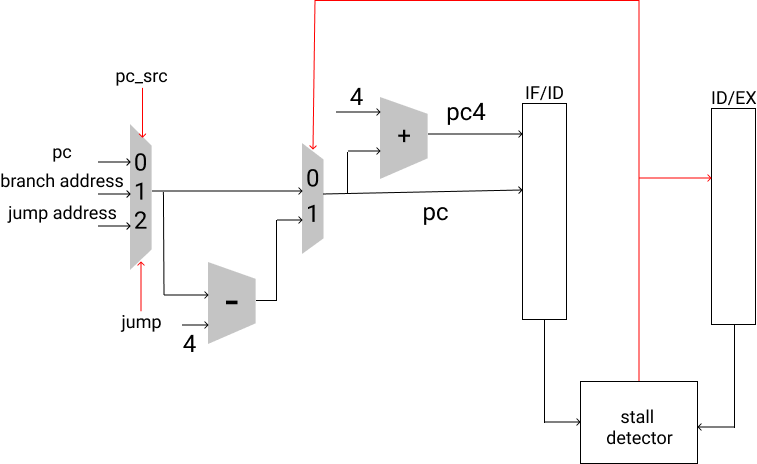 pc_src
4
IF/ID
ID/EX
pc4
+
pc
0
branch address
1
0
jump address
2
1
pc
-
jump
4
stall
detector